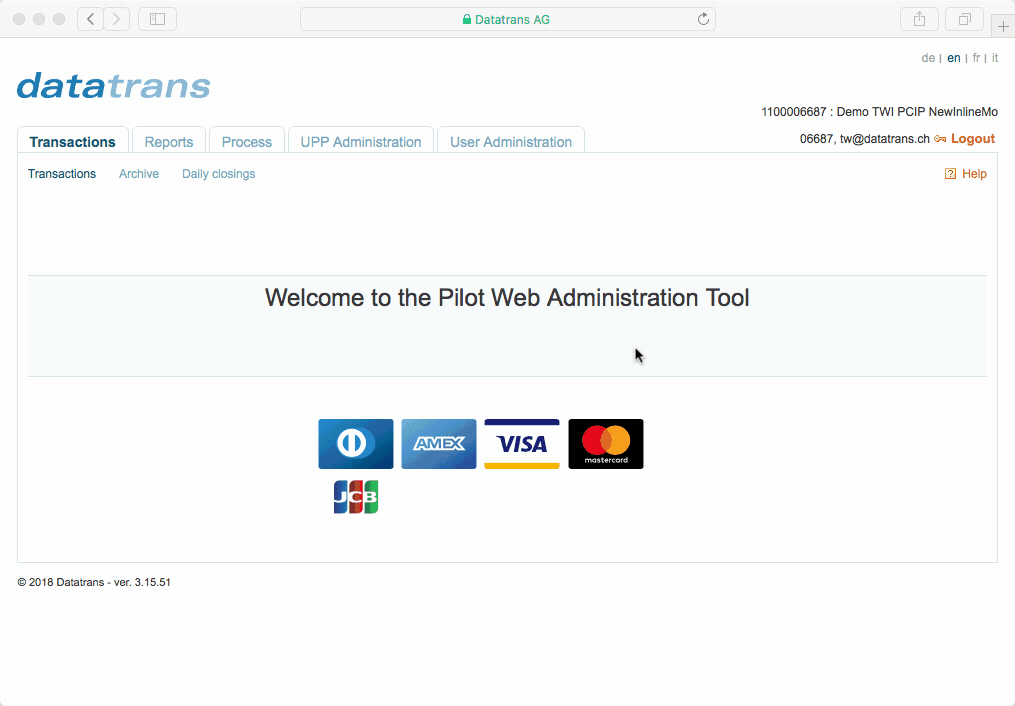 Datatrans AG
de | en | fr | it
datatrans
1100006687 : Demo TWI PCIP NewInlineMo
06687, tw@datatrans.ch Logout
Transactions Reports Process UPP Administration User Administration
Transactions Archive Daily closings ? Help
Welcome to the Pilot Web Administration Tool
AMEX VISA mastercard
JCB
© 2018 Datatrans - ver. 3.15.51